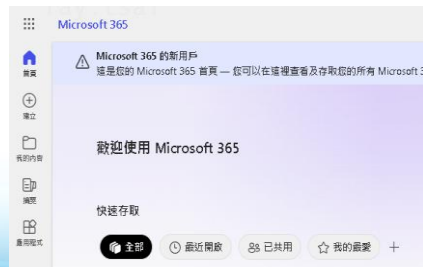 Microsoft 365
Microsoft 365 的新用戶
這是您的 Microsoft 365 首頁 — 您可以在這裡查看及存取您的所有 Microsoft 3
首頁
建立
我的內容
摘要
應用程式
歡迎使用 Microsoft 365
快速存取
全部
最近開啟
已共用
我的最愛